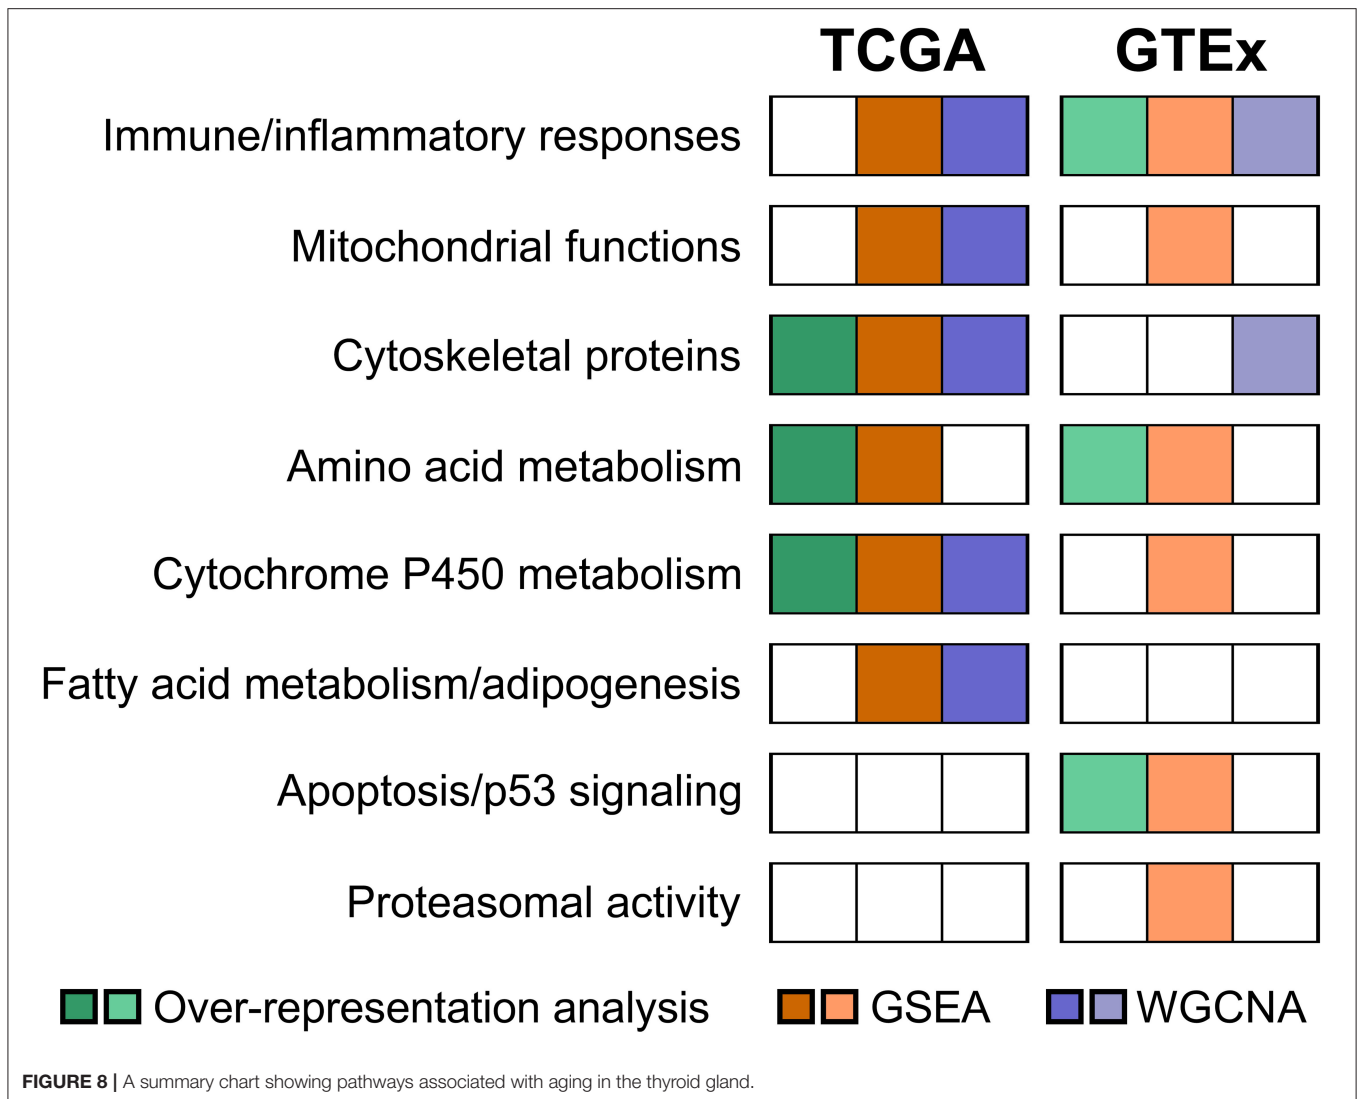 TCGA GTEx
Immune/inflammatory responses
Mitochondrial functions
Cytoskeletal proteins
Amino acid metabolism
Cytochrome P450 metabolism
Fatty acid metabolism/adipogenesis
Apoptosis/p53 signaling
Proteasomal activity
Over-representation analysis GSEA WGCNA
FIGURE 8 | A summary chart showing pathways associated with aging in the thyroid gland.